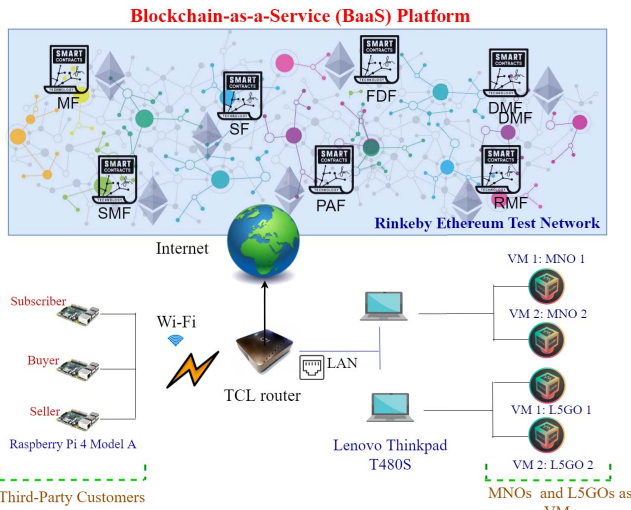 Blockchain-as-a-Service (BaaS) Platform
SMART
CONTRACTS
MF
SMART
CONTRACTS
SF
SMART
CONTRACTS
FDF
SMART
CONTRACTS
DMF
DMF
SMART
CONTRACTS
SMF
SMART
CONTRACTS
PAF
SMART
CONTRACTS
RMF
Rinkeby Ethereum Test Network
Internet
Subscriber
Buyer
Seller
Raspberry Pi 4 Model A
Wi-Fi
TCL router
LAN
Lenovo Thinkpad
T480S
VM 1: MNO 1
VM 2: MNO 2
VM 1: L5GO 1
VM 2: L5GO 2
Third-Party Customers
MNOs and L5GOs as
VM